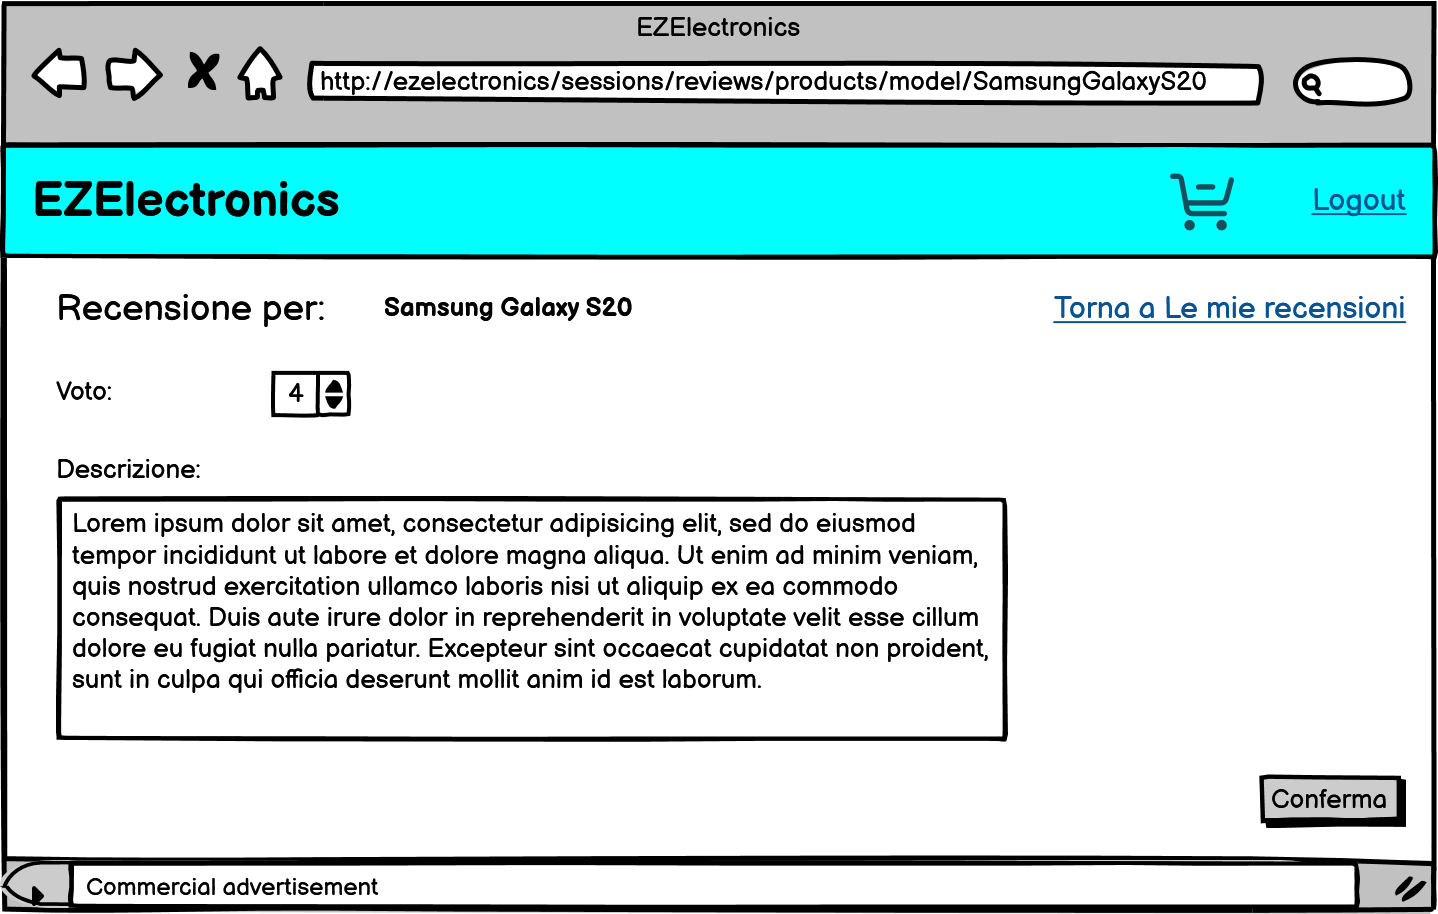 EZElectronics
http://ezelectronics/sessions/reviews/products/model/SamsungGalaxyS20
EZElectronics
Logout
Recensione per:
Samsung Galaxy S20
Torna a Le mie recensioni
Voto:
4
Descrizione:
Lorem ipsum dolor sit amet, consectetur adipisicing elit, sed do eiusmod
tempor incididunt ut labore et dolore magna aliqua. Ut enim ad minim veniam,
quis nostrud exercitation ullamco laboris nisi ut aliquip ex ea commodo
consequat. Duis aute irure dolor in reprehenderit in voluptate velit esse cillum
dolore eu fugiat nulla pariatur. Excepteur sint occaecat cupidatat non proident,
sunt in culpa qui officia deserunt mollit anim id est laborum.
Conferma
Commercial advertisement